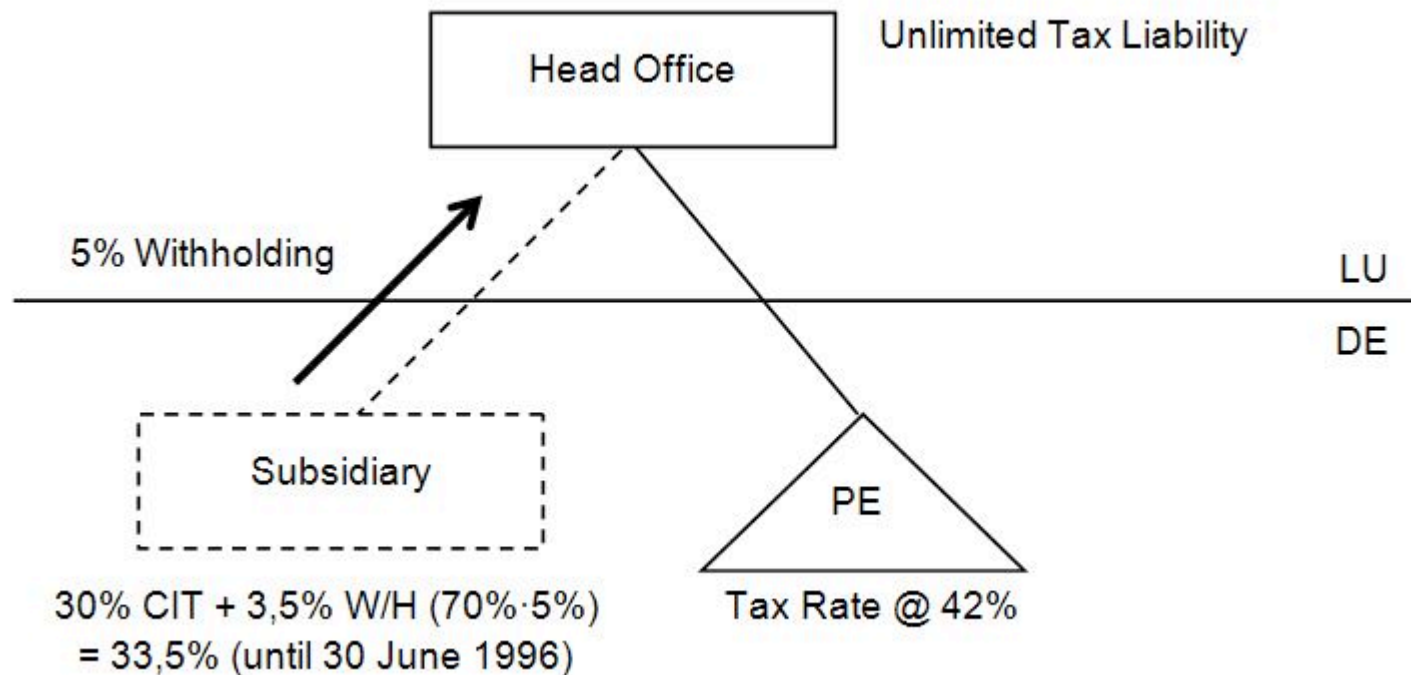 Head Office
Unlimited Tax Liability
5% Withholding
LU
DE
Subsidiary
PE
30% CIT + 3,5% W/H (70%·5%)
= 33,5% (until 30 June 1996)
Tax Rate @ 42%